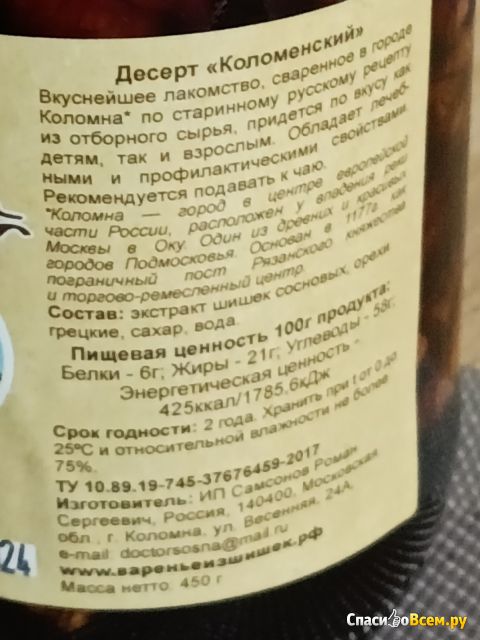 Десерт «Коломенский»
Вкуснейшее лакомство, сваренное в городе
Коломна* по старинному русскому рецепту
из отборного сырья, придется по вкусу как
детям, так и взрослым. Обладает лечеб-
ными и профилактическими свойствами.
Рекомендуется подавать к чаю.
*Коломна — город в центре европейской
части России, расположен у впадения реки
Москвы в Оку. Один из древних и красивых
городов Подмосковья. Основан в 1177г. как
пограничный пост Рязанского княжества
и торгово-ремесленный центр.
Состав: экстракт шишек сосновых, орехи
грецкие, сахар, вода.
Пищевая ценность 100г продукта:
Белки - 6г; Жиры - 21г; Углеводы - 58г;
Энергетическая ценность -
425ккал/1785,6кДж
Срок годности: 2 года. Хранить при t от 0 до
25ºС и относительной влажности не более
75%.
ТУ 10.89.19-745-37676459-2017
Изготовитель: ИП Самсонов Роман
Сергеевич, Россия, 140400, Московская
обл., г. Коломна, ул. Весенняя, 24А,
e-mail: doctorsosna@mail.ru
www.вареньеизшишек.рф
Масса нетто: 450 г
24
СпасибоВсем.ру